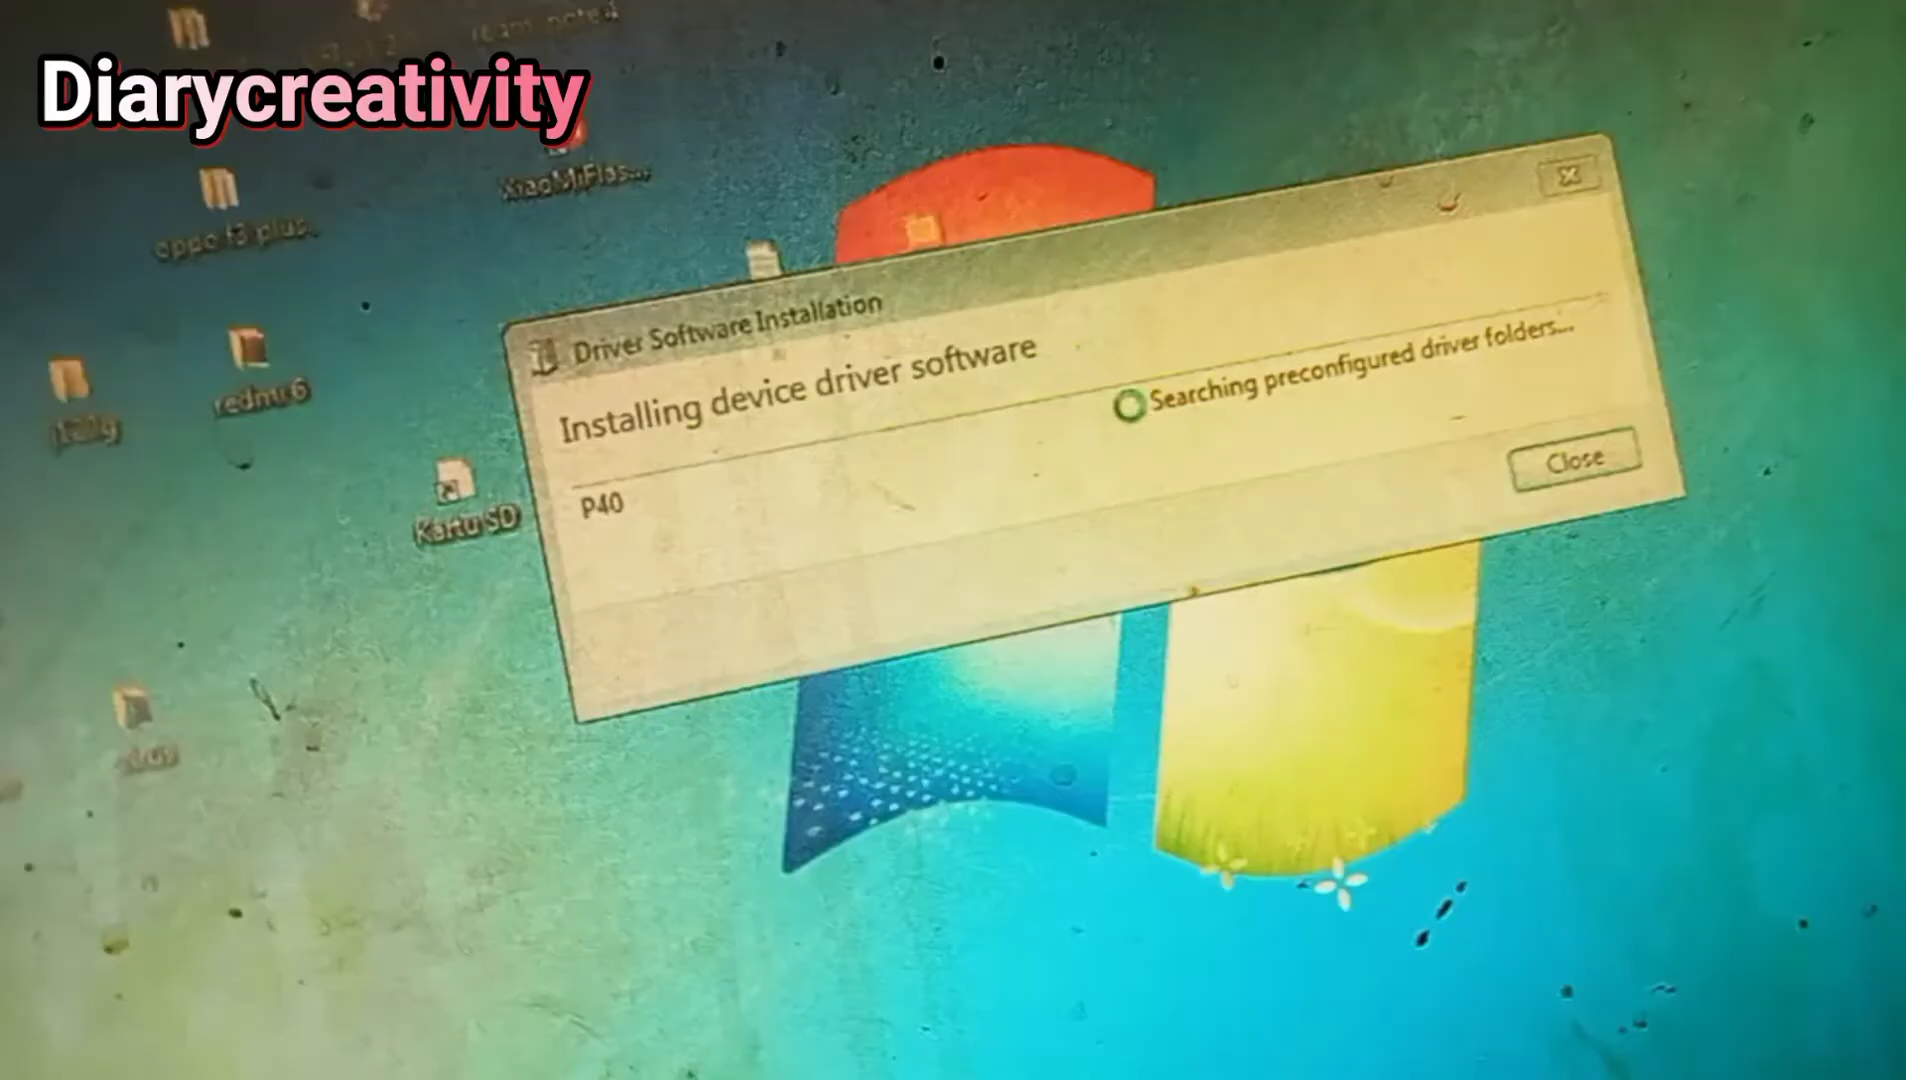 Diarycreativity
XiaoMiFlas...
oppo f3 plus
redmi 6
Kartu SD
Driver Software Installation
Installing device driver software
Searching preconfigured driver folders...
P40
Close